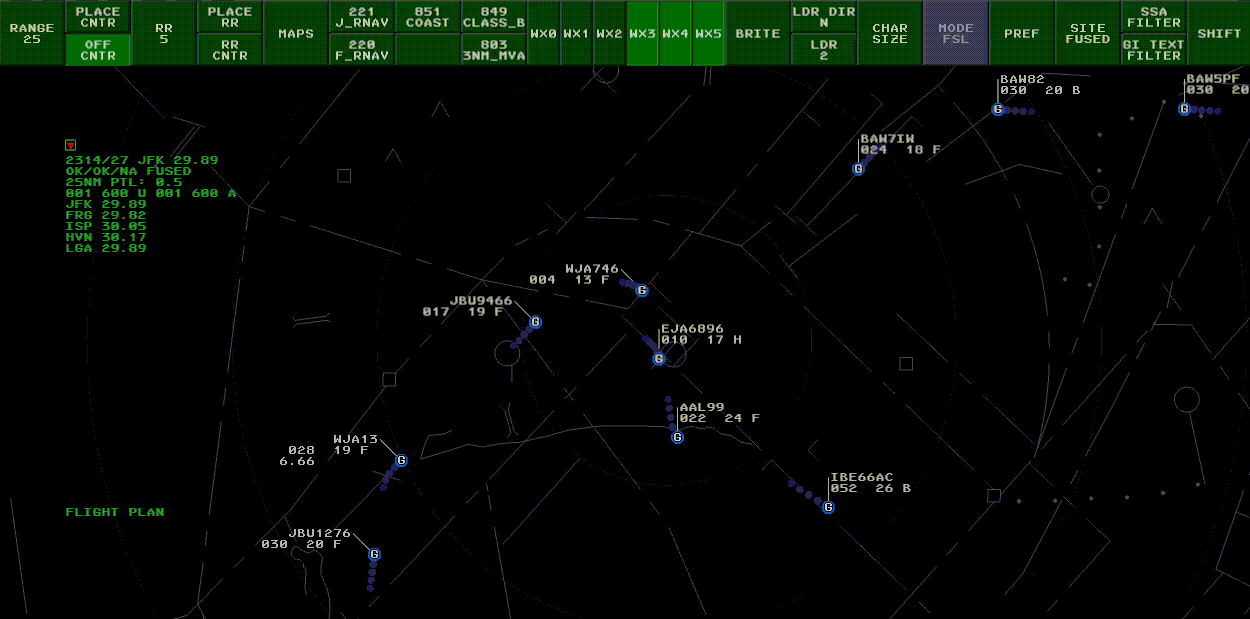 RANGE
25
PLACE
CNTR
OFF
CNTR
RR
5
PLACE
RR
RR
CNTR
MAPS
221
J_RNAV
220
F_RNAV
851
COAST
849
CLASS_B
803
3NM_MVA
WX0
WX1
WX2
WX3
WX4
WX5
BRITE
LDR DIR
N
LDR
2
CHAR
SIZE
MODE
FSL
PREF
SITE
FUSED
SSA
FILTER
GI TEXT
FILTER
SHIFT
BAW82
030 20 B
BAW5PF
030 20
2314/27 JFK 29.89
OK/OK/NA FUSED
25NM PTL: 0.5
001 600 U 001 600 A
JFK 29.89
FRG 29.82
ISP 30.05
HVN 30.17
LGA 29.89
BAW7IW
024 18 F
G
G
G
WJA746
004 13 F
G
JBU9466
017 19 F
G
EJA6896
010 17 H
G
AAL99
022 24 F
G
WJA13
028 19 F
6.66
G
IBE66AC
052 26 B
G
FLIGHT PLAN
JBU1276
030 20 F
G